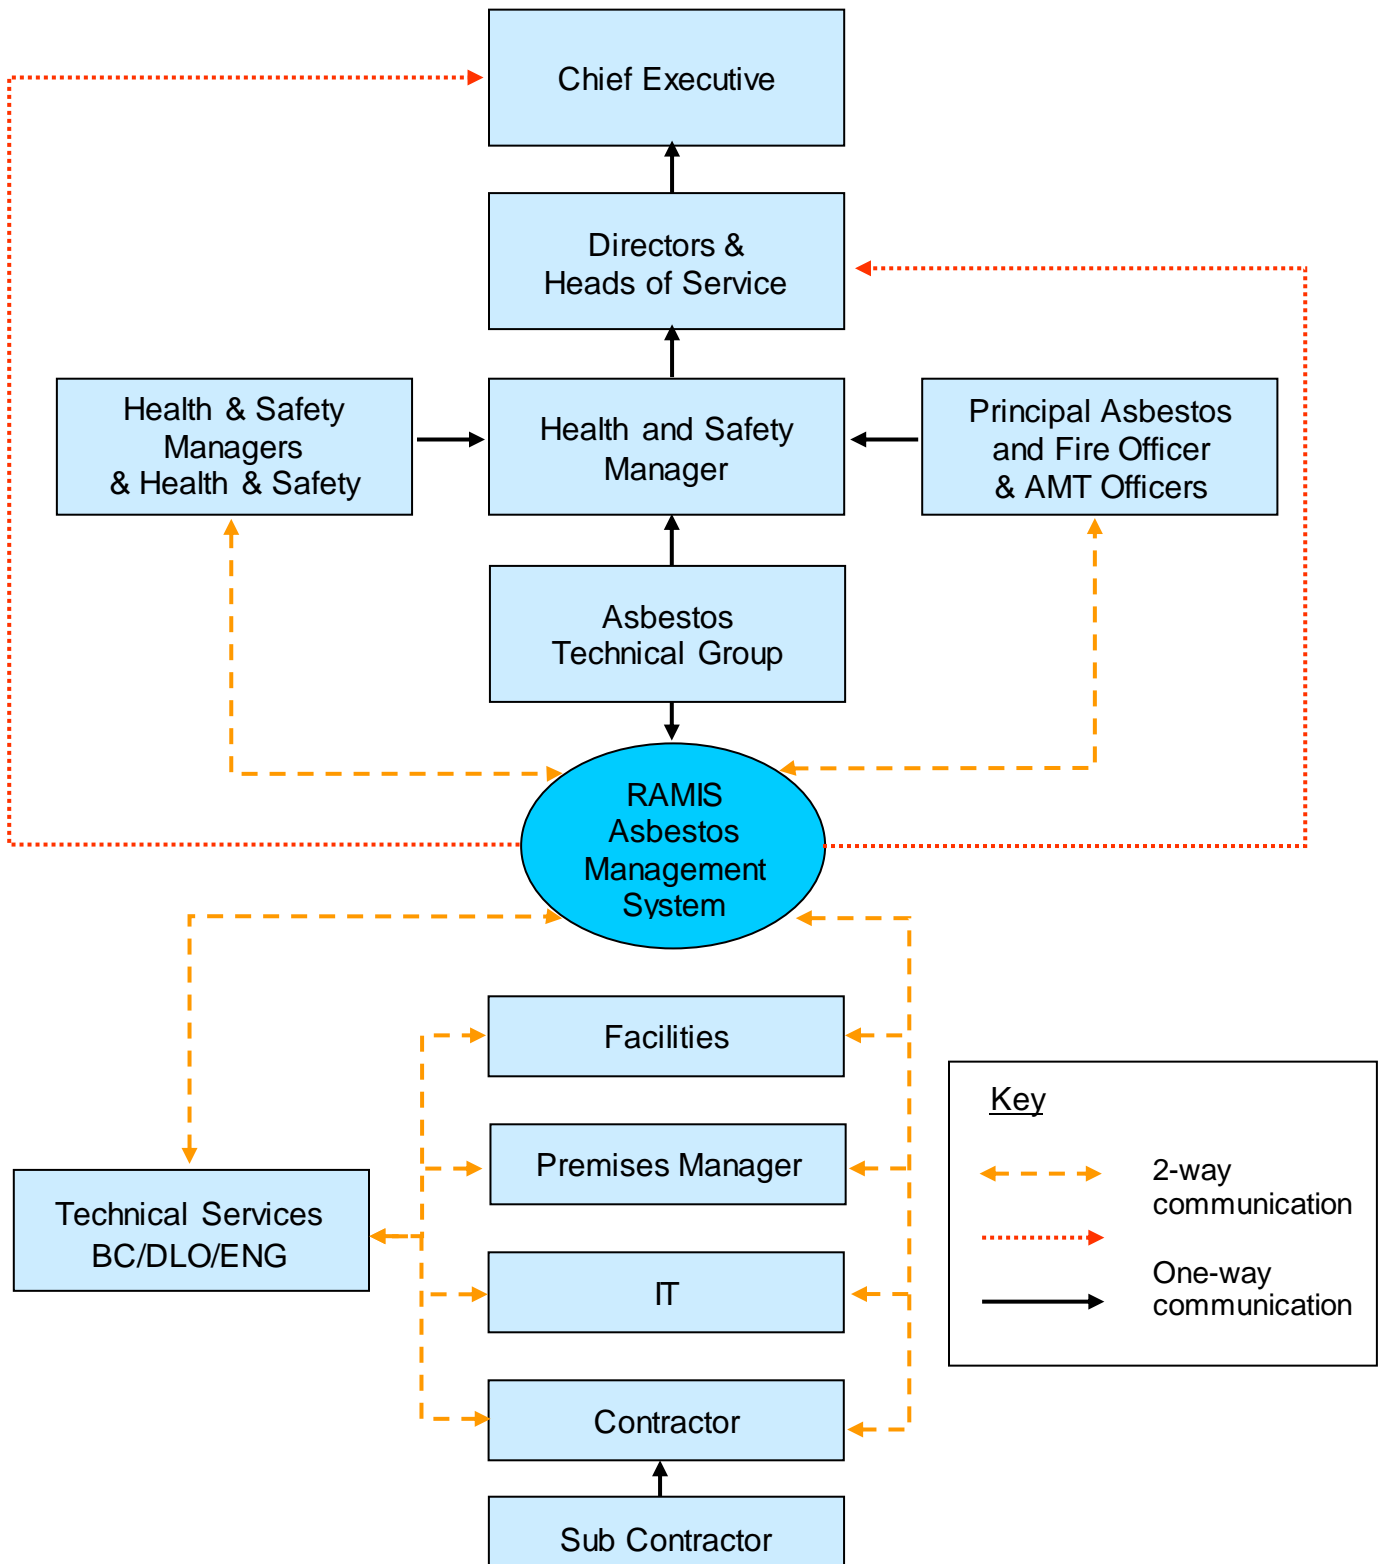 Chief Executive
Directors &
Heads of Service
Health & Safety
Managers
& Health & Safety
Health and Safety
Manager
Principal Asbestos
and Fire Officer
& AMT Officers
Asbestos
Technical Group
RAMIS
Asbestos
Management
System
Facilities
Premises Manager
Technical Services
BC/DLO/ENG
IT
Contractor
Sub Contractor
Key
2-way
communication
One-way
communication